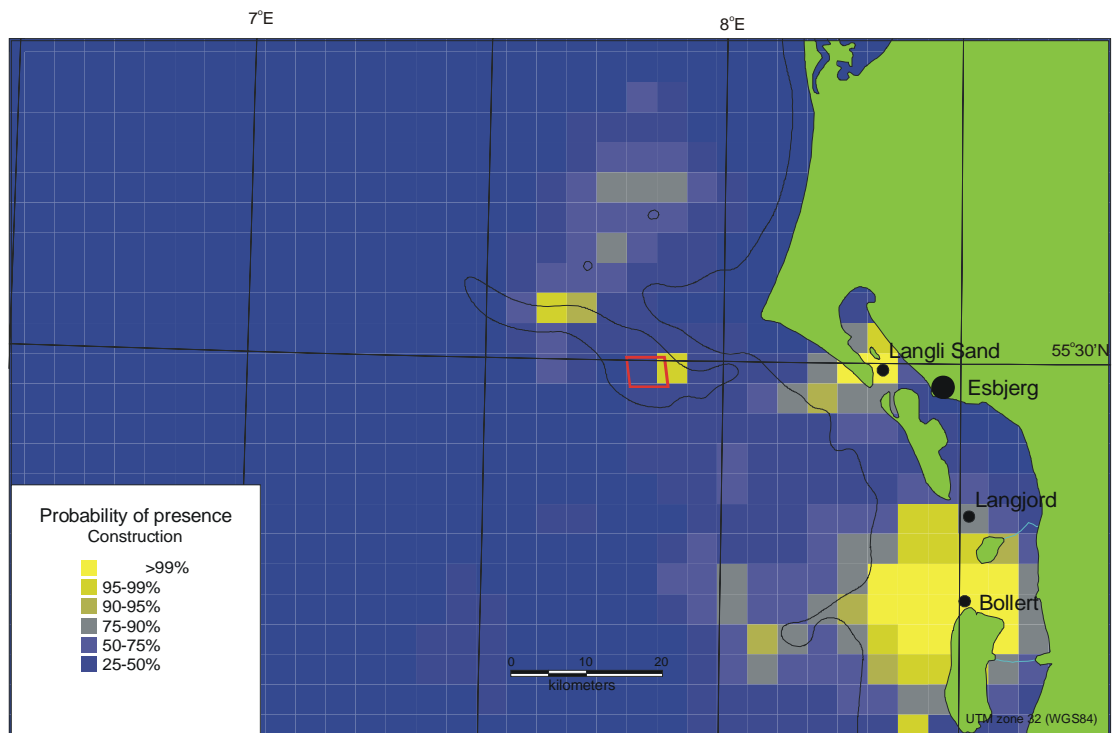 7°E
8°E
55°30'N
Langli Sand
Esbjerg
Langjord
Bollert
Probability of presence
Construction
>99%
95-99%
90-95%
75-90%
50-75%
25-50%
0 10 20
kilometers
UTM zone 32 (WGS84)